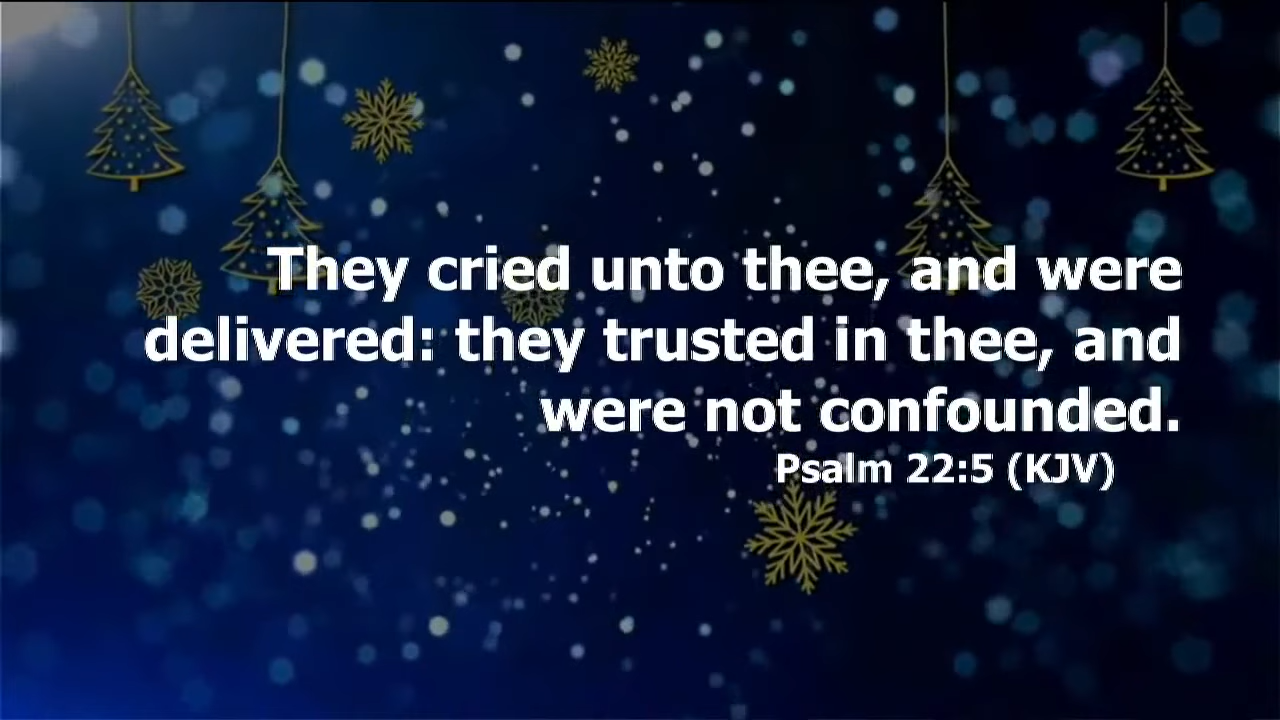 They cried unto thee, and were
delivered: they trusted in thee, and
were not confounded.
Psalm 22:5 (KJV)